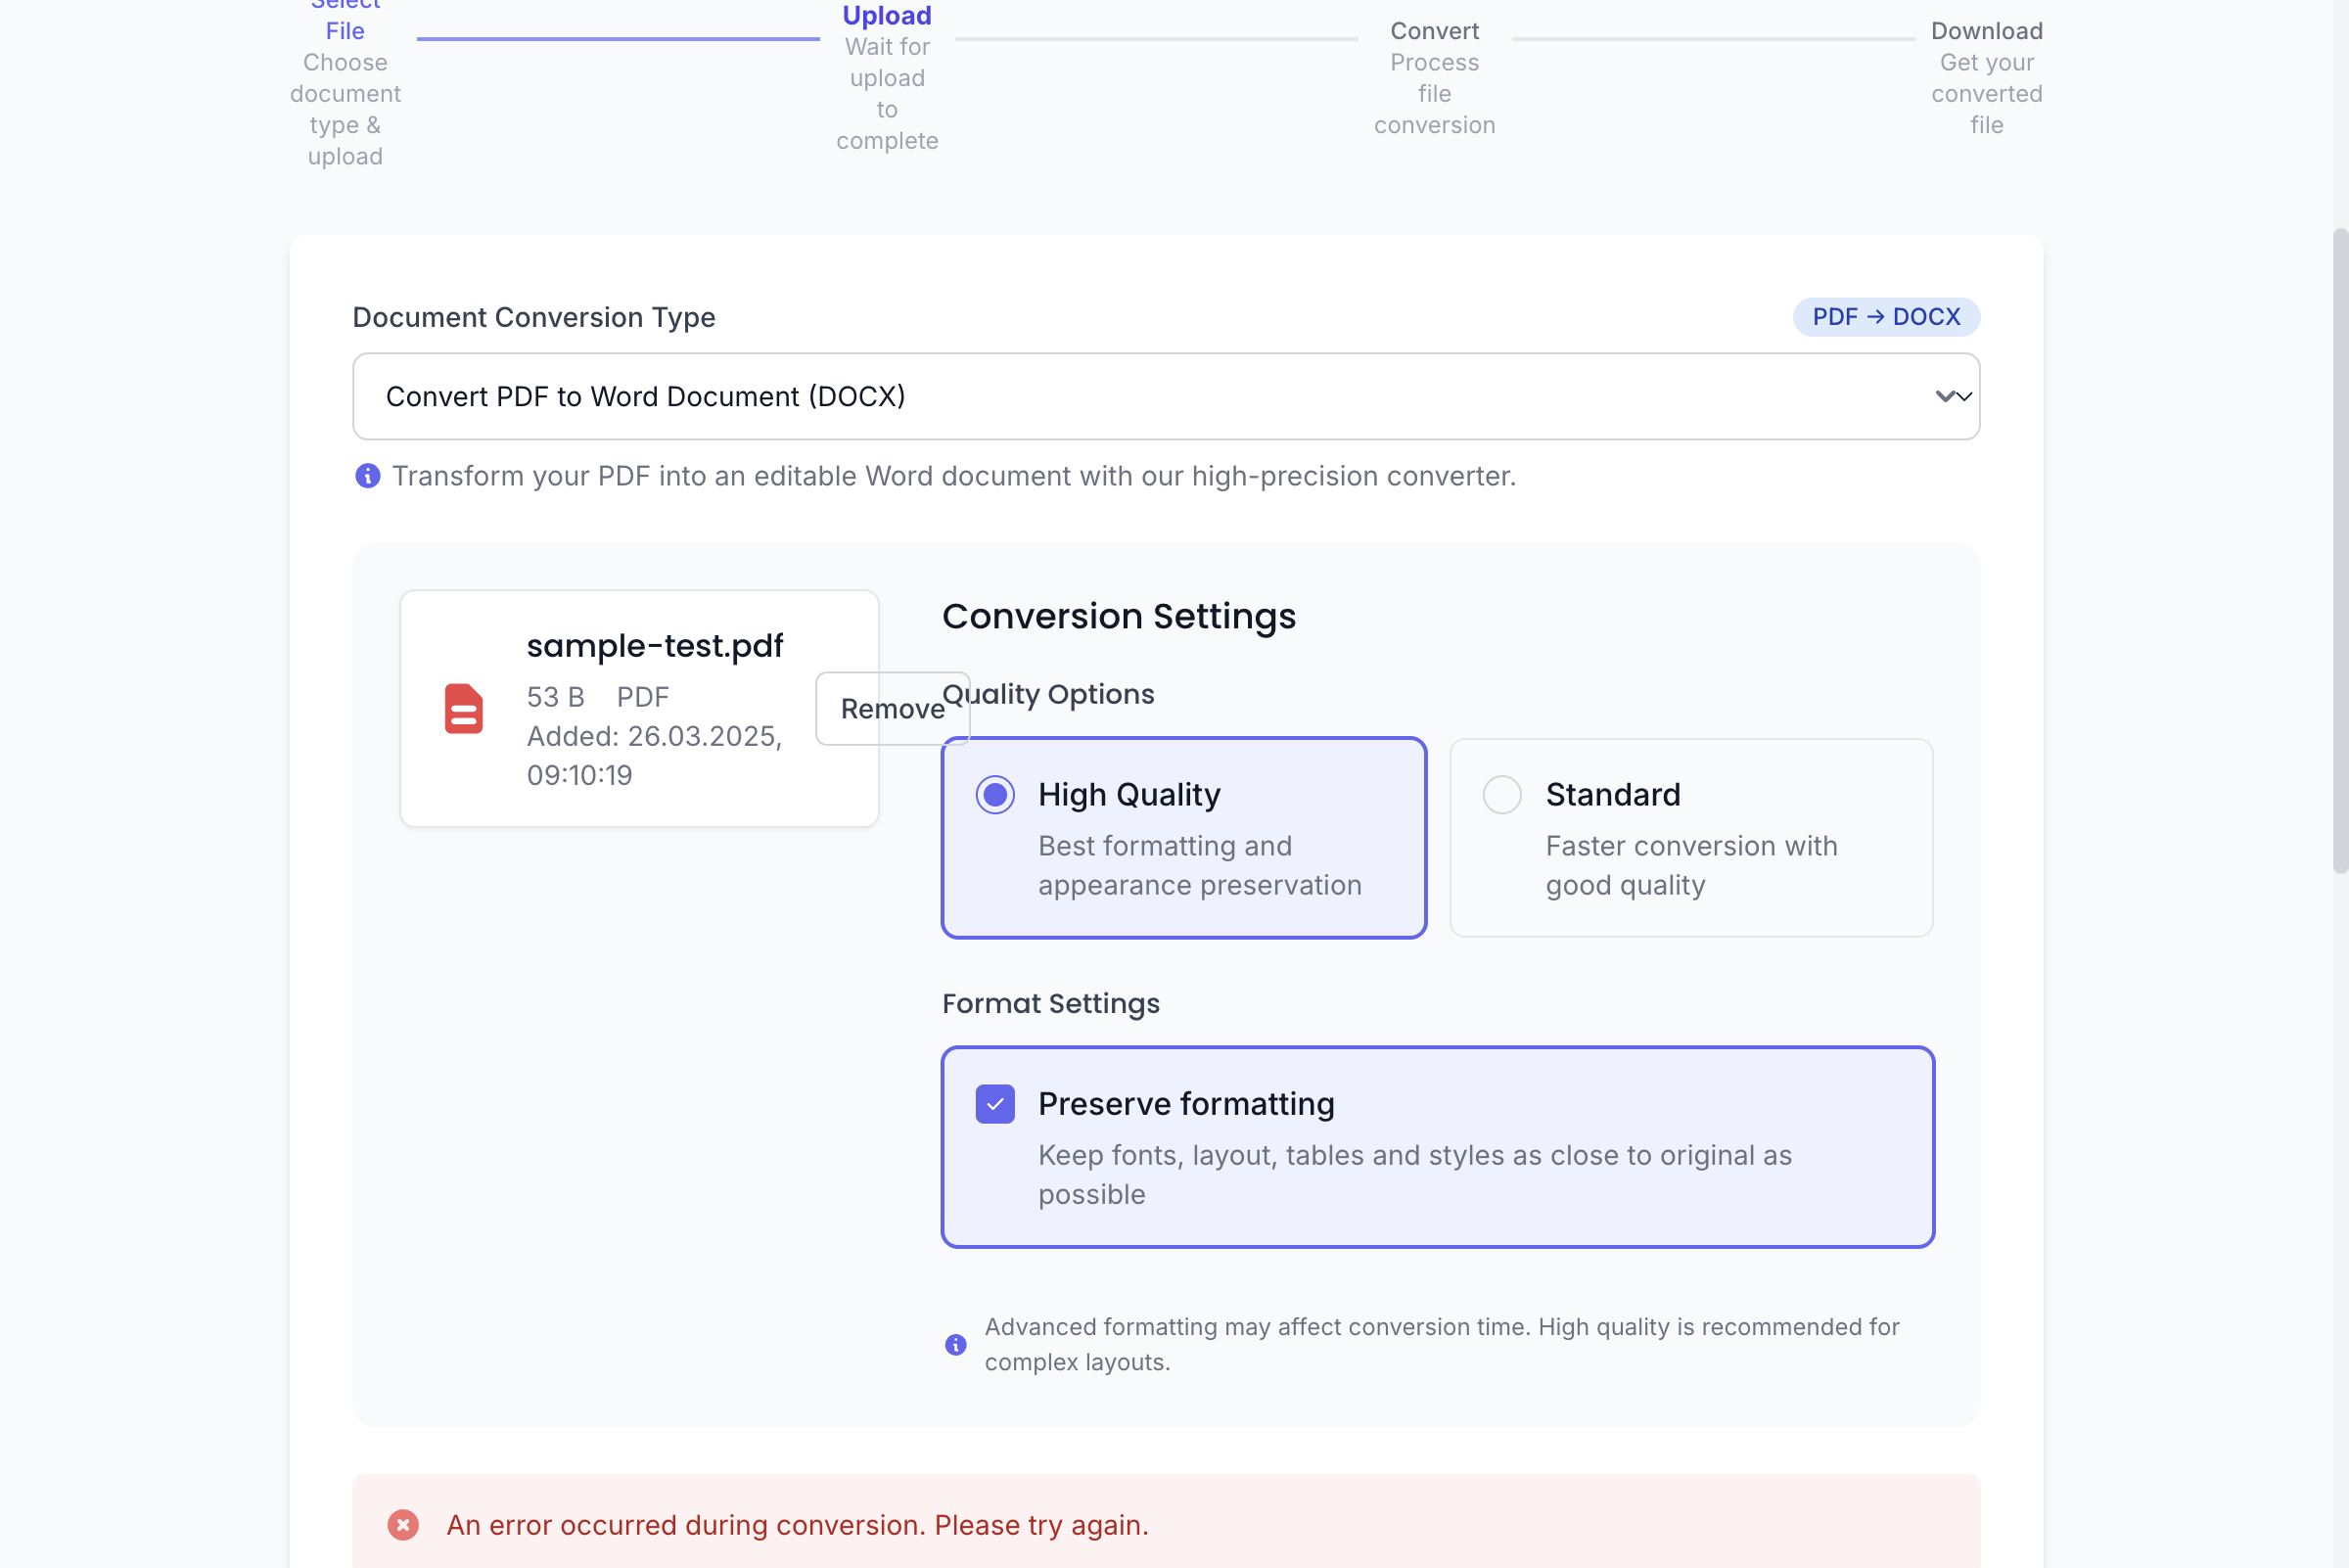 Select
File
Choose
document
type &
upload
Upload
Wait for
upload
to
complete
Convert
Process
file
conversion
Download
Get your
converted
file
Document Conversion Type
PDF → DOCX
Convert PDF to Word Document (DOCX)
Transform your PDF into an editable Word document with our high-precision converter.
sample-test.pdf
53 B PDF
Added: 26.03.2025,
09:10:19
Remove
Conversion Settings
Quality Options
High Quality
Best formatting and
appearance preservation
Standard
Faster conversion with
good quality
Format Settings
Preserve formatting
Keep fonts, layout, tables and styles as close to original as
possible
Advanced formatting may affect conversion time. High quality is recommended for
complex layouts.
An error occurred during conversion. Please try again.